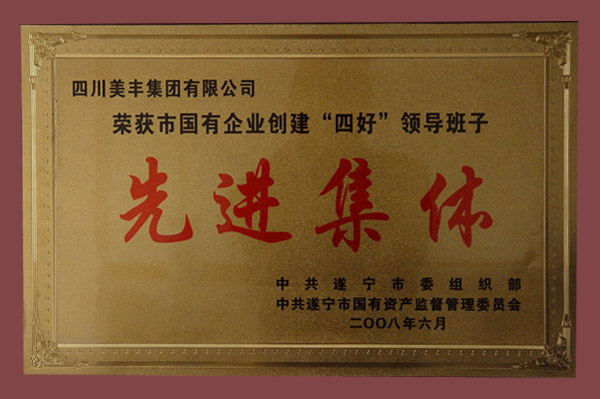 四川美丰集团有限公司
荣获市国有企业创建“四好”领导班子
先进集体
中共遂宁市委组织部
中共遂宁市国有资产监督管理委员会
二〇〇八年六月